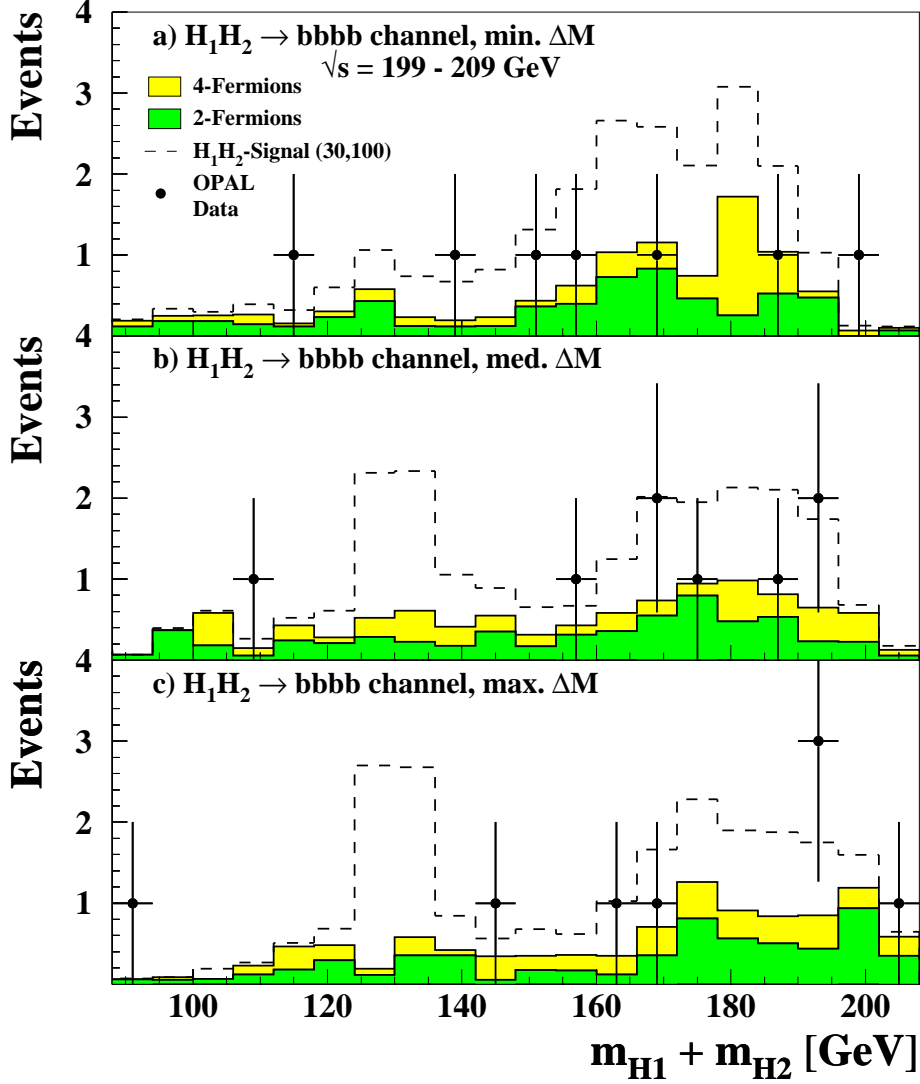 a) H₁H₂ → bbbb channel, min. ΔM
√s = 199 - 209 GeV
4-Fermions
2-Fermions
H₁H₂-Signal (30,100)
OPAL
Data
Events
4
3
2
1
b) H₁H₂ → bbbb channel, med. ΔM
Events
4
3
2
1
c) H₁H₂ → bbbb channel, max. ΔM
Events
4
3
2
1
100 120 140 160 180 200
m_H1 + m_H2 [GeV]